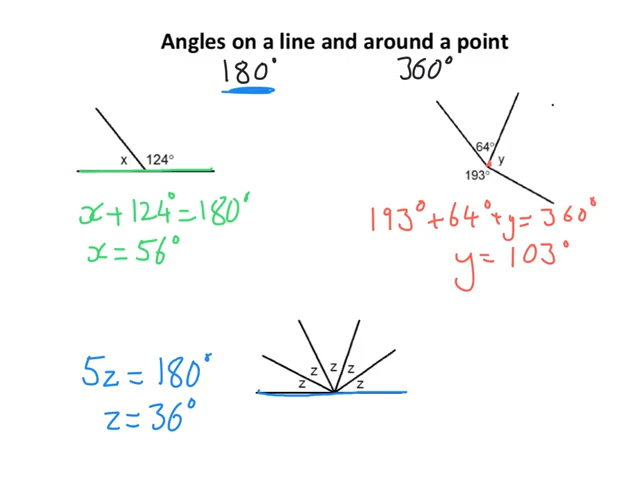 Angles on a line and around a point
180° 360°
x 124°
64°
y
193°
x + 124° = 180°
x = 56°
193° + 64° + y = 360°
y = 103°
5z = 180°
z = 36°
z z z z z